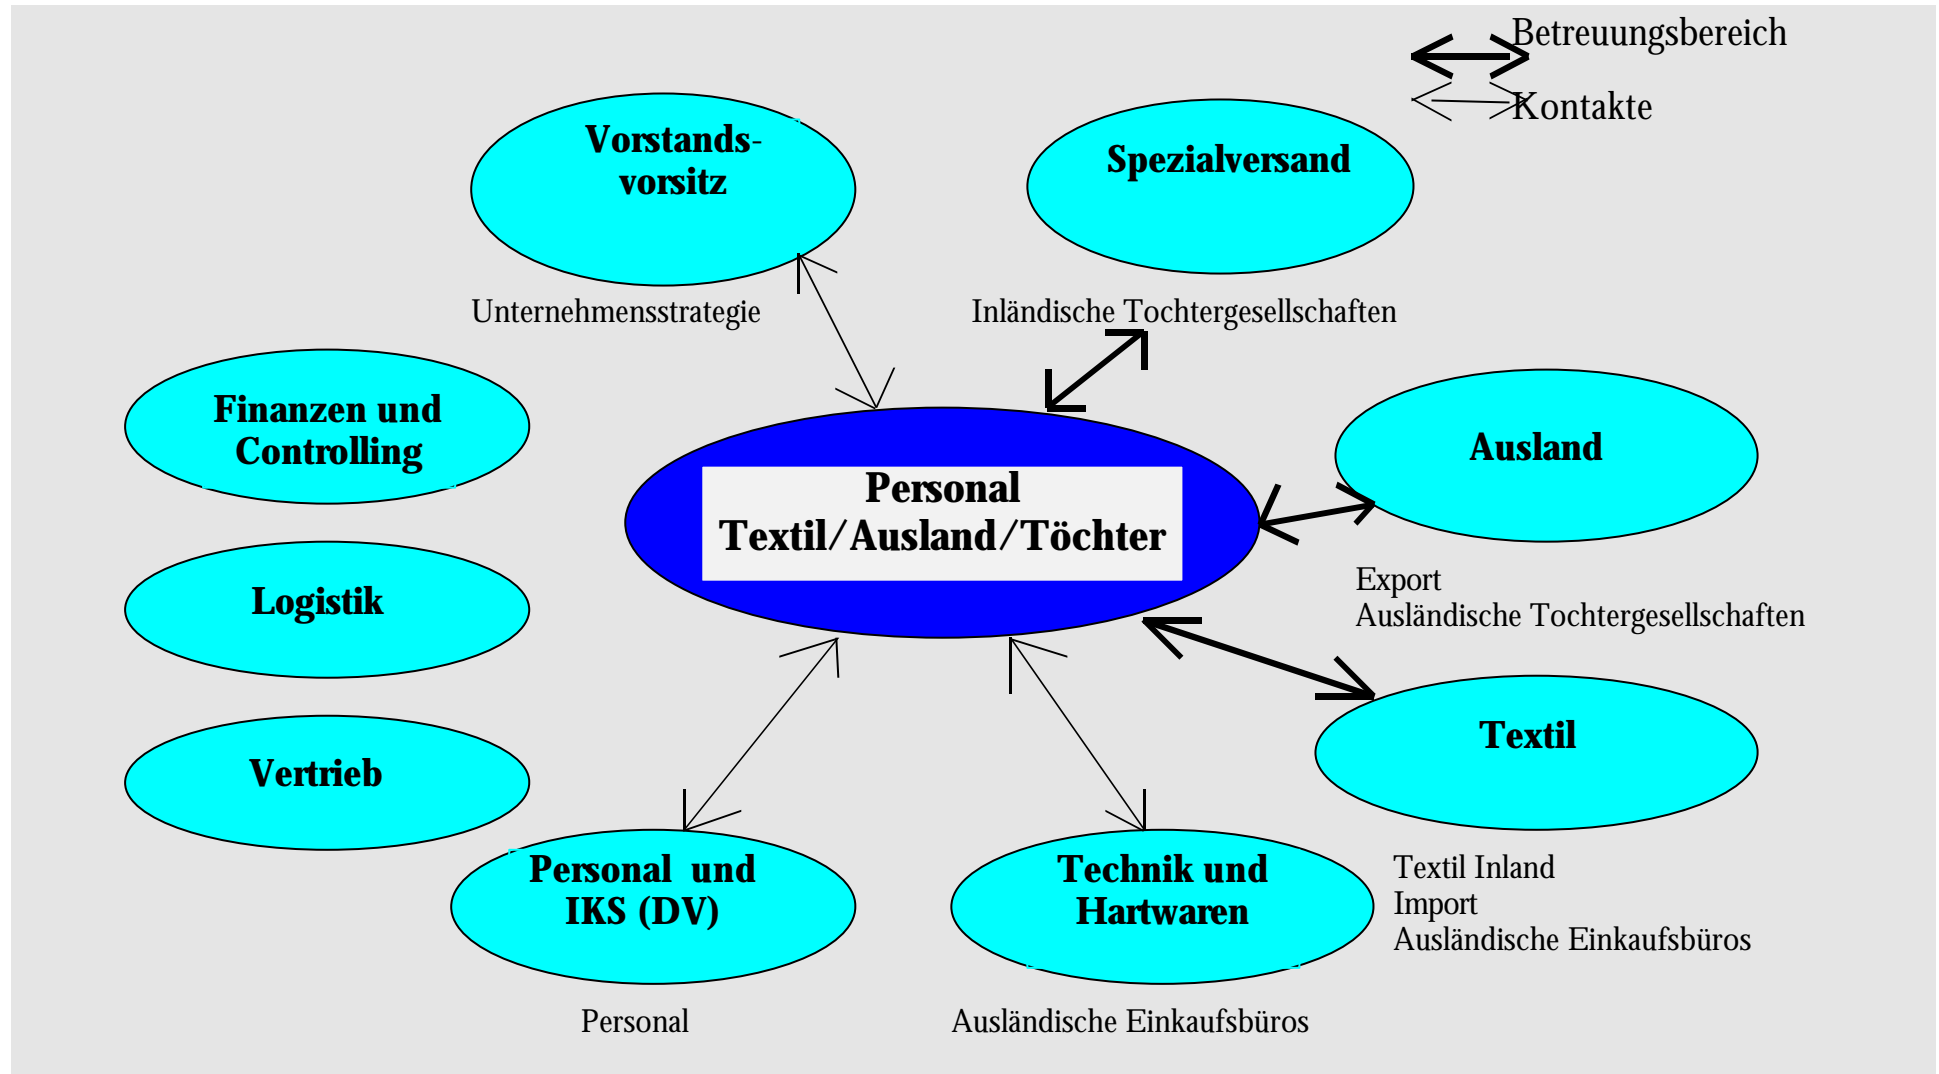 Betreuungsbereich
Kontakte
Vorstands-
vorsitz
Spezialversand
Unternehmensstrategie
Inländische Tochtergesellschaften
Finanzen und
Controlling
Ausland
Personal
Textil/Ausland/Töchter
Export
Ausländische Tochtergesellschaften
Logistik
Textil
Vertrieb
Personal und
IKS (DV)
Technik und
Hartwaren
Textil Inland
Import
Ausländische Einkaufsbüros
Personal
Ausländische Einkaufsbüros